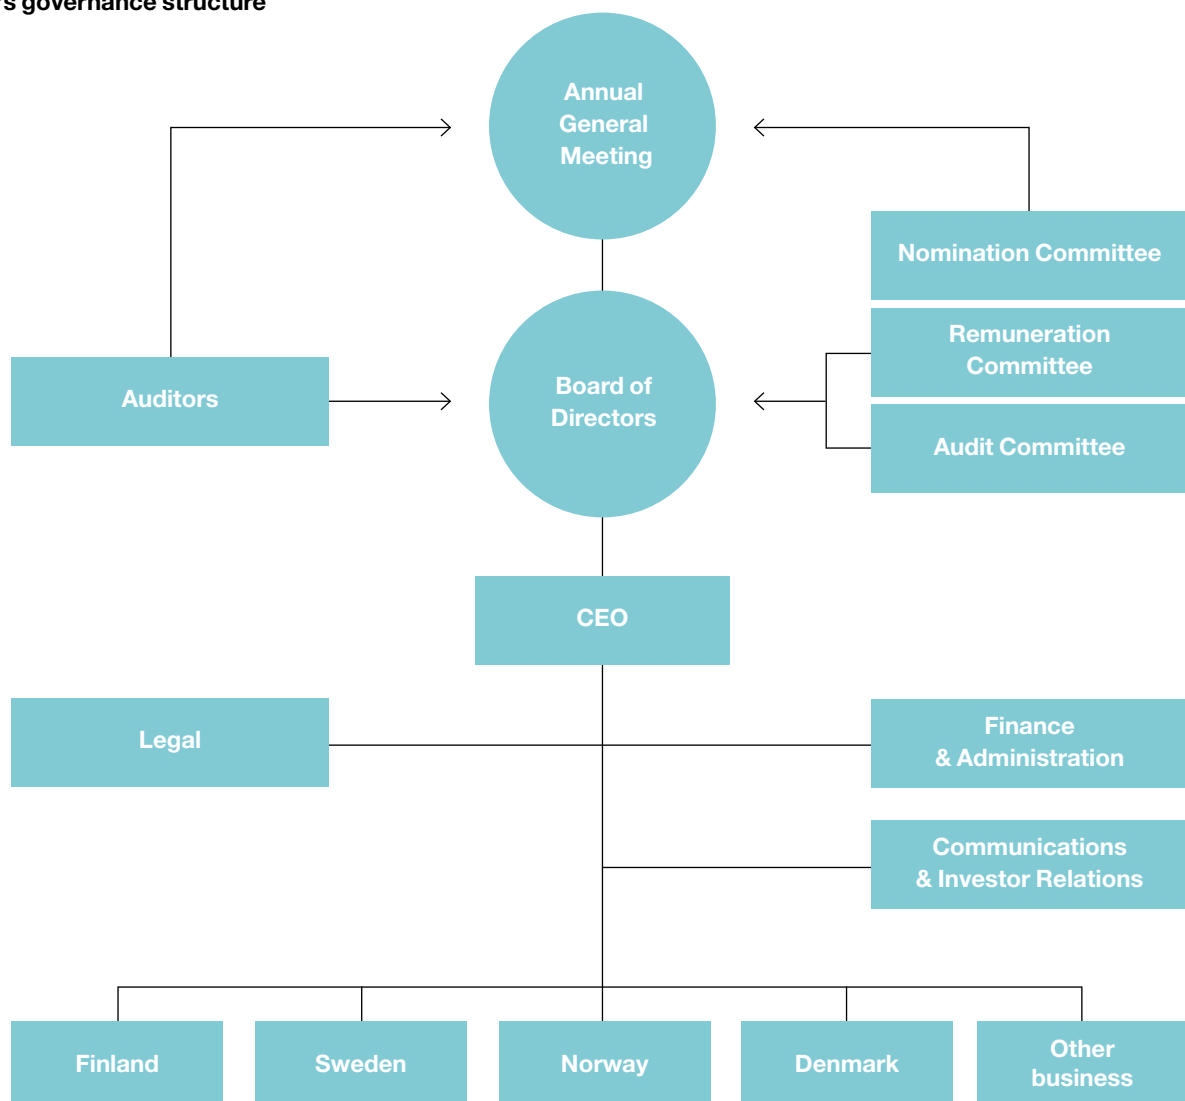 governance structure
Annual
General
Meeting
Nomination Committee
Remuneration
Committee
Auditors
Board of
Directors
Audit Committee
CEO
Legal
Finance
& Administration
Communications
& Investor Relations
Finland
Sweden
Norway
Denmark
Other
business